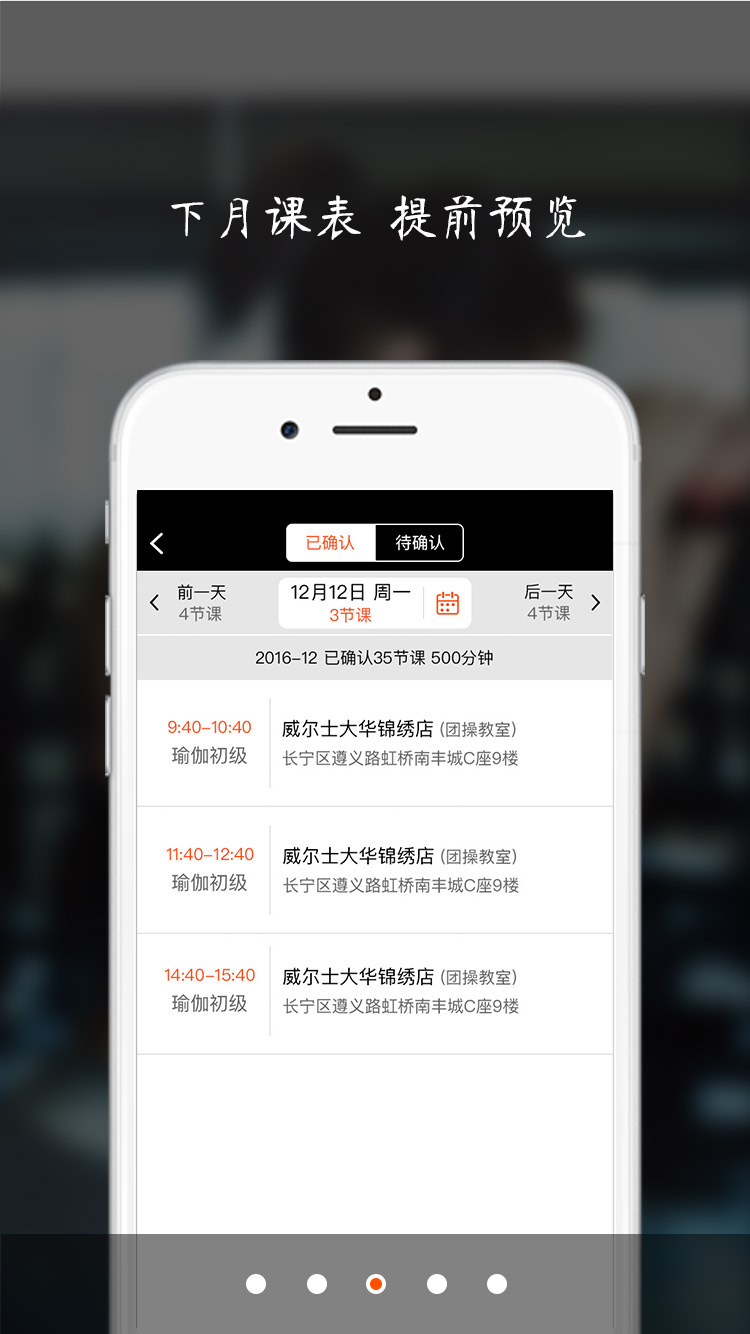 下月课表 提前预览
已确认 待确认
前一天 12月12日 周一 后一天
4节课 3节课 4节课
2016-12 已确认35节课 500分钟
9:40-10:40 威尔士大华锦绣店 (团操教室)
瑜伽初级 长宁区遵义路虹桥南丰城C座9楼
11:40-12:40 威尔士大华锦绣店 (团操教室)
瑜伽初级 长宁区遵义路虹桥南丰城C座9楼
14:40-15:40 威尔士大华锦绣店 (团操教室)
瑜伽初级 长宁区遵义路虹桥南丰城C座9楼